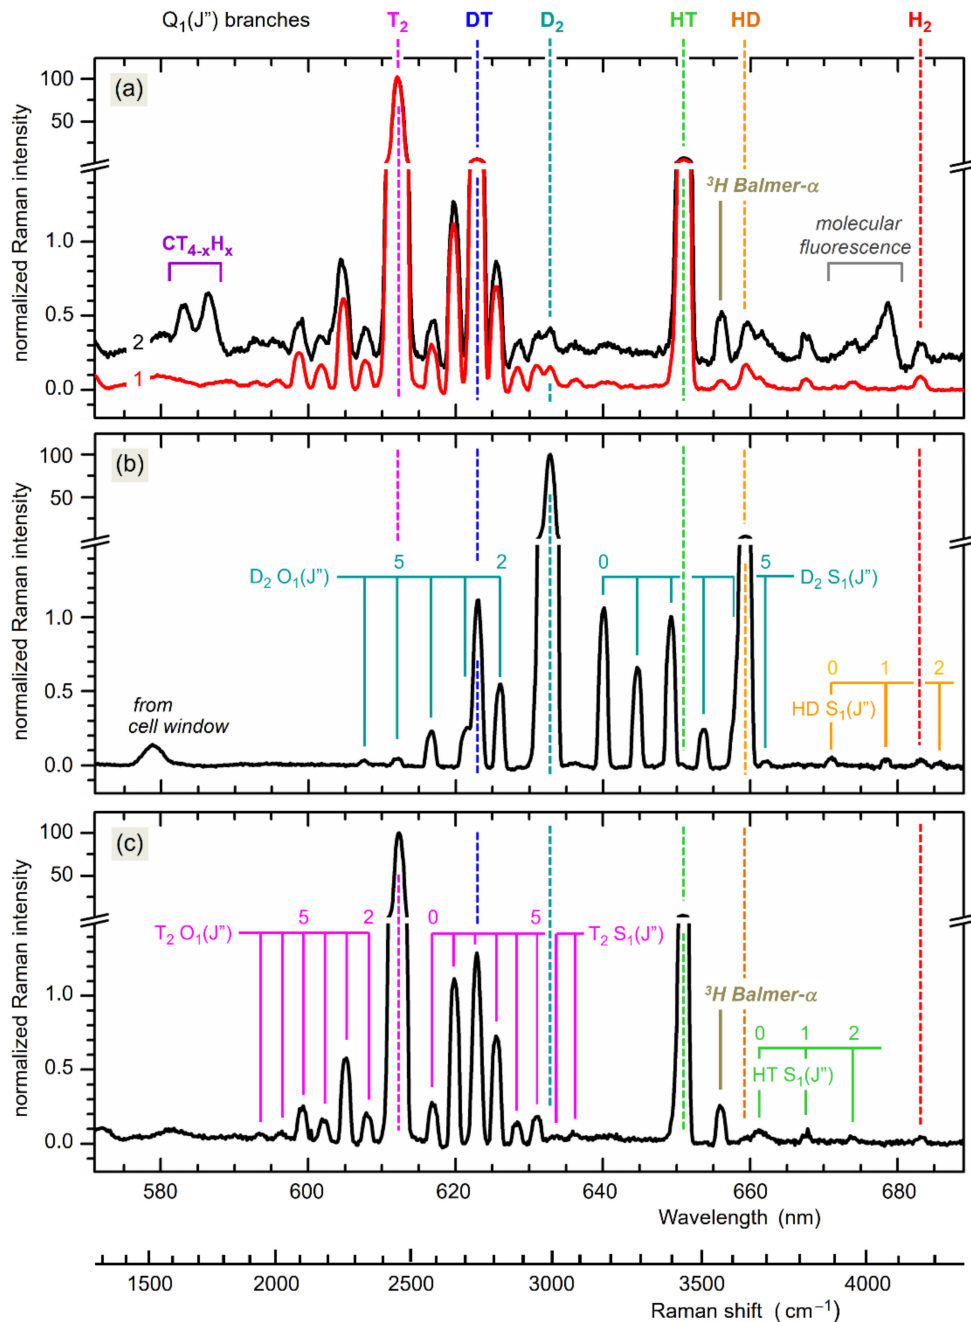 Q₁(J”) branches T₂ DT D₂ HT HD H₂
(a)
normalized Raman intensity
100
50
1.0
0.5
0.0
CT₄₋ₓHₓ
2
1
³H Balmer-α
molecular
fluorescence
(b)
normalized Raman intensity
100
50
1.0
0.5
0.0
D₂ O₁(J”)
5 2
0 5
D₂ S₁(J”)
from
cell window
0 1 2
HD S₁(J”)
(c)
normalized Raman intensity
100
50
1.0
0.5
0.0
5 2
T₂ O₁(J”)
0 5
T₂ S₁(J”)
³H Balmer-α
0 1 2
HT S₁(J”)
580 600 620 640 660 680
Wavelength (nm)
1500 2000 2500 3000 3500 4000
Raman shift (cm⁻¹)